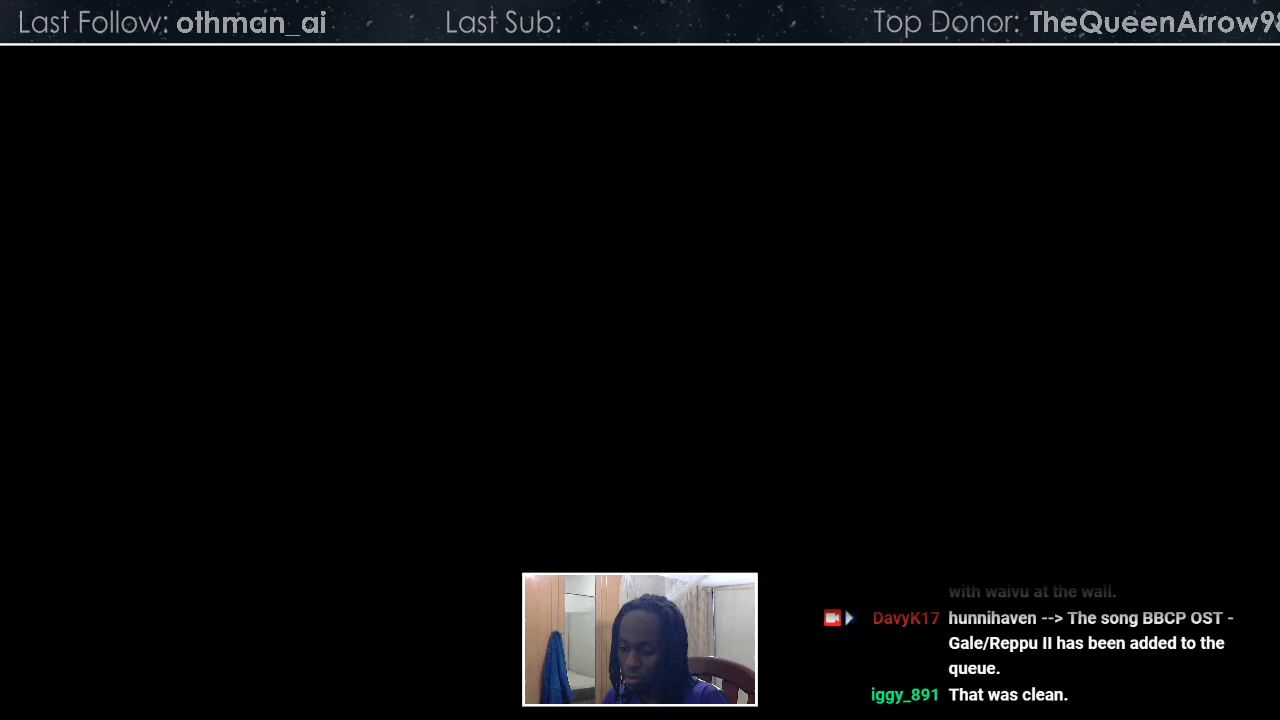 Last Follow: othman_ai
Last Sub:
Top Donor: TheQueenArrow9
with waivu at the wall.
DavyK17 hunnihaven --> The song BBCP OST -
Gale/Reppu II has been added to the
queue.
iggy_891 That was clean.